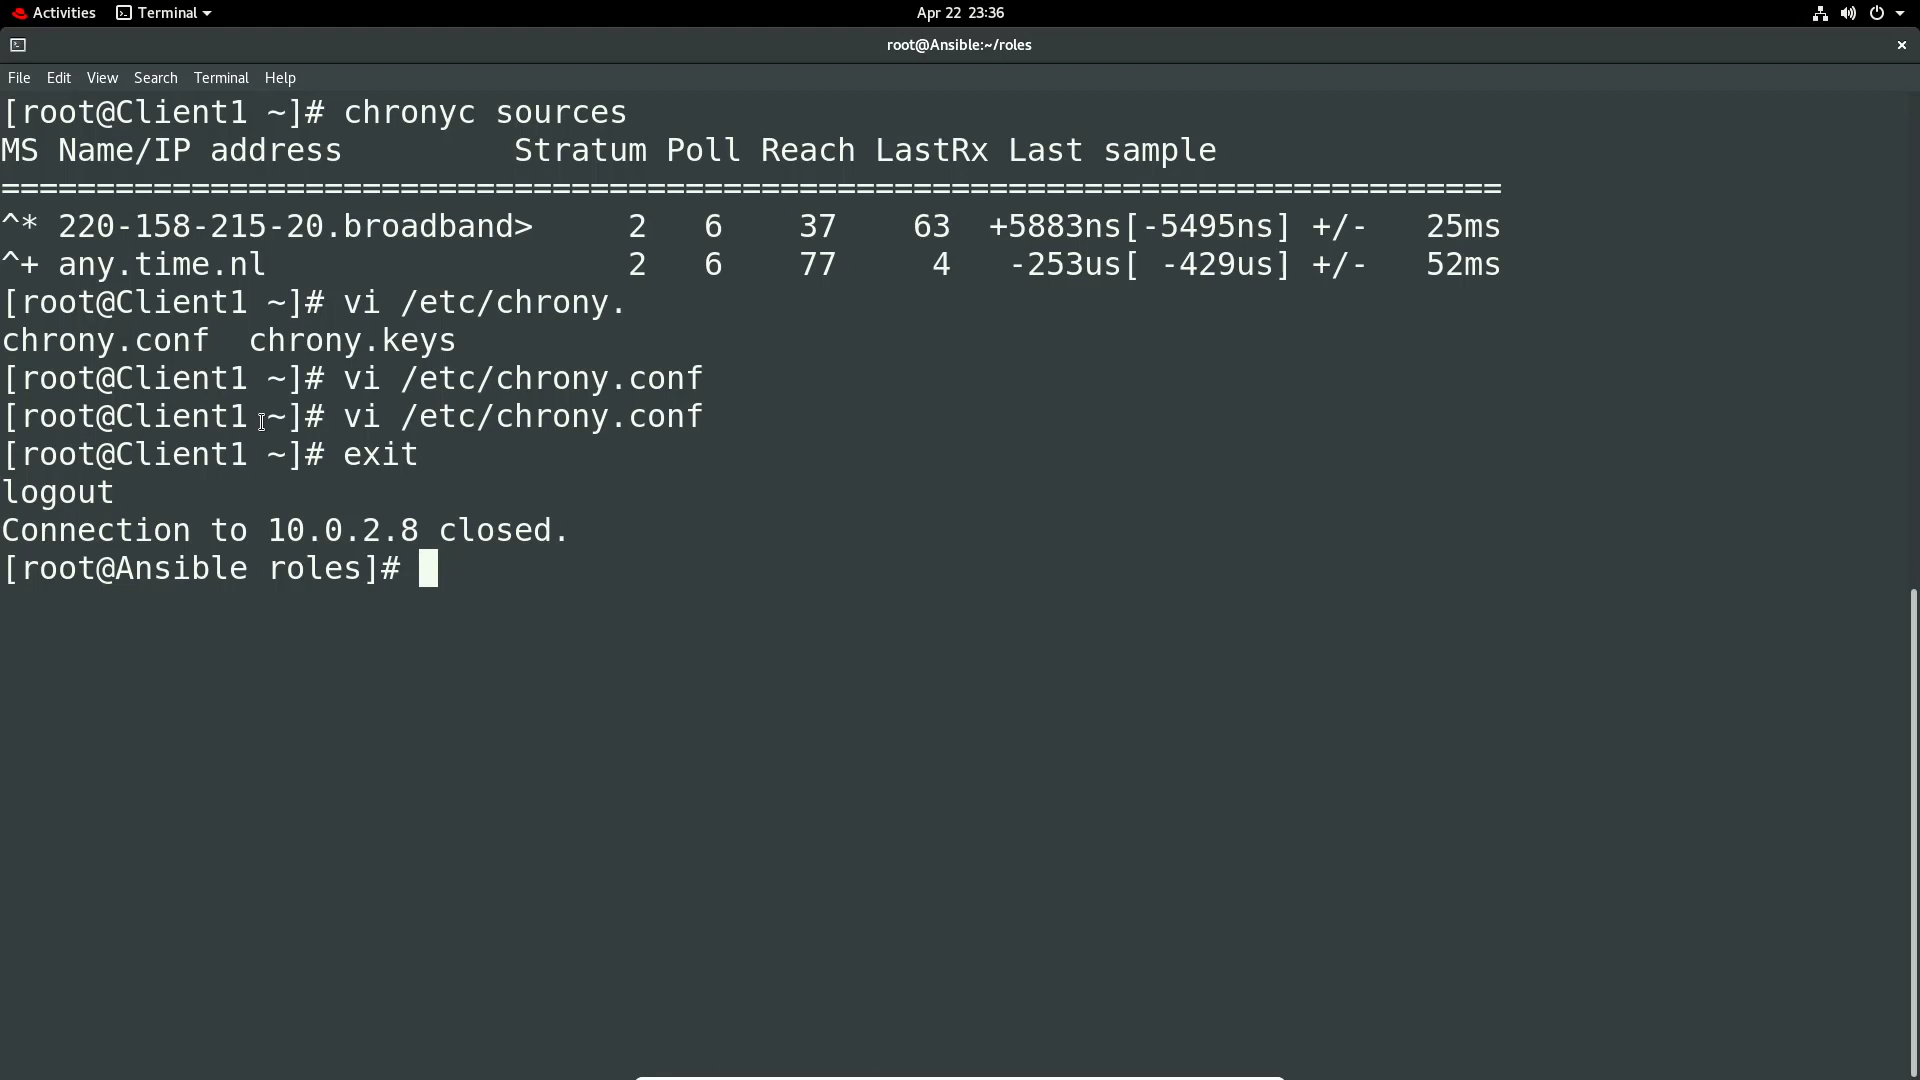 Activities Terminal Apr 22 23:36
root@Ansible:~/roles
File Edit View Search Terminal Help
[root@Client1 ~]# chronyc sources
MS Name/IP address         Stratum Poll Reach LastRx Last sample
===============================================================================
^* 220-158-215-20.broadband>     2   6    37    63  +5883ns[-5495ns] +/-   25ms
^+ any.time.nl                   2   6    77     4   -253us[ -429us] +/-   52ms
[root@Client1 ~]# vi /etc/chrony.
chrony.conf  chrony.keys
[root@Client1 ~]# vi /etc/chrony.conf
[root@Client1 ~]# vi /etc/chrony.conf
[root@Client1 ~]# exit
logout
Connection to 10.0.2.8 closed.
[root@Ansible roles]#